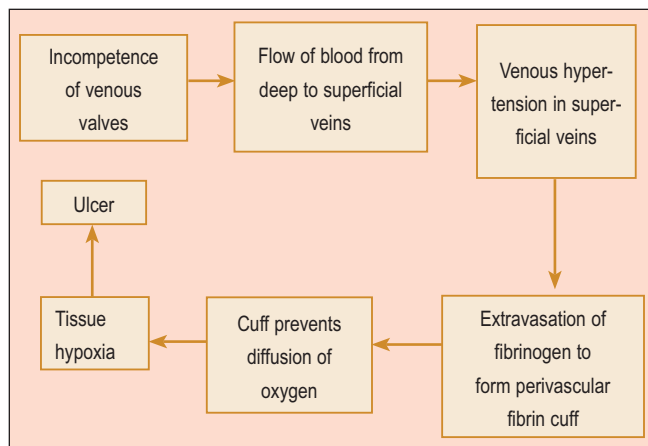 Incompetence
of venous
valves
Flow of blood from
deep to superficial
veins
Venous hyper-
tension in super-
ficial veins
Extravasation of
fibrinogen to
form perivascular
fibrin cuff
Cuff prevents
diffusion of
oxygen
Tissue
hypoxia
Ulcer